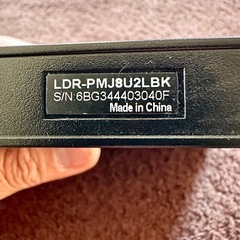 LDR-PMJ8U2LBK
S/N:6BG344403040F
Made in China